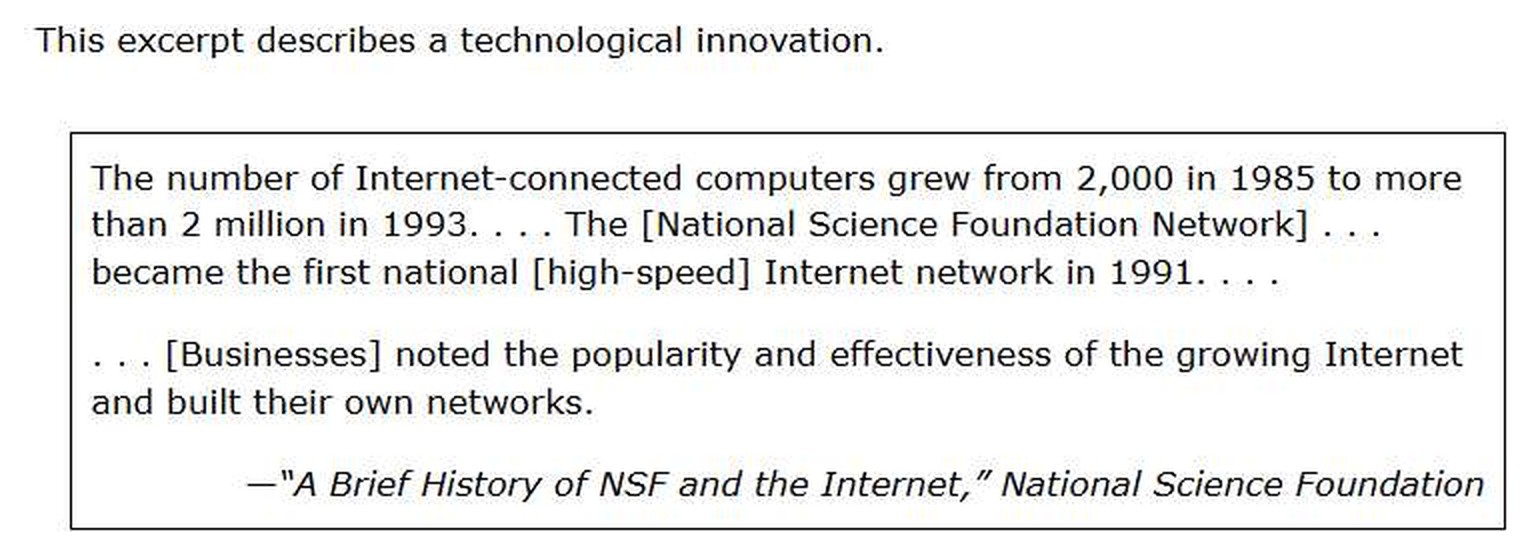 This excerpt describes a technological innovation.
The number of Internet-connected computers grew from 2,000 in 1985 to more
than 2 million in 1993. . . . The [National Science Foundation Network] . . .
became the first national [high-speed] Internet network in 1991. . . .
. . . [Businesses] noted the popularity and effectiveness of the growing Internet
and built their own networks.
—“A Brief History of NSF and the Internet,” National Science Foundation